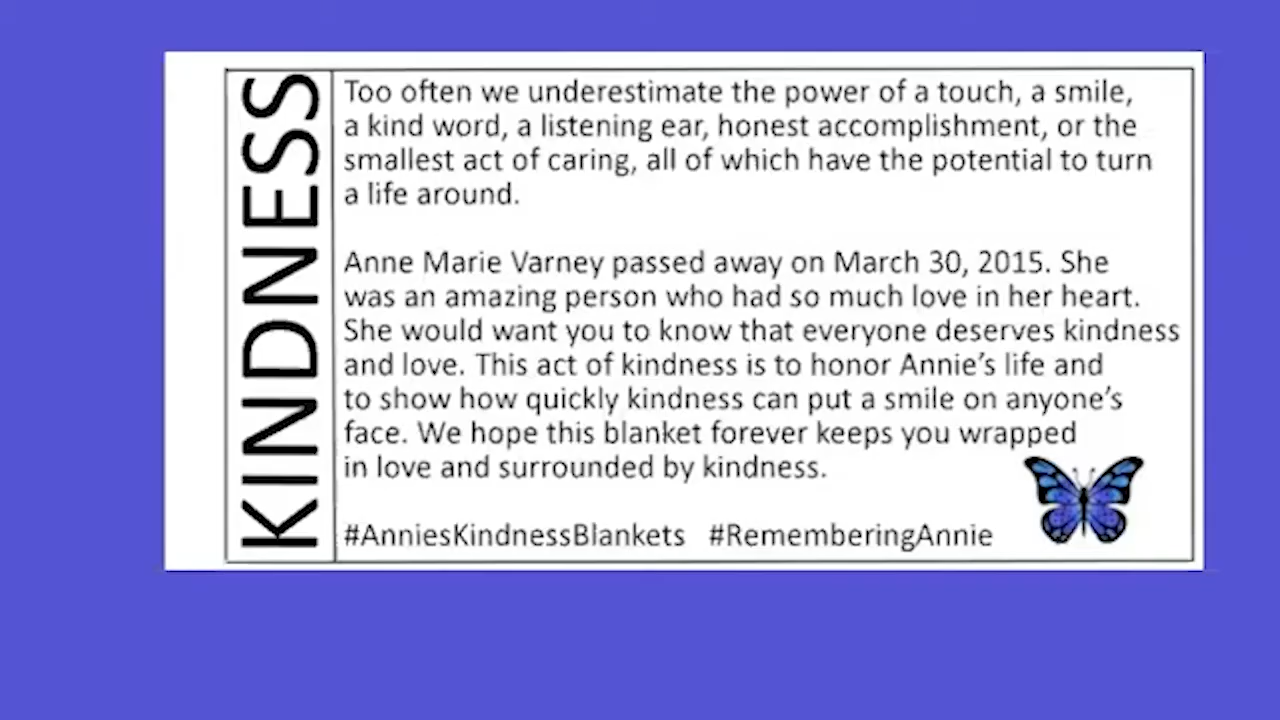 KINDNESS
Too often we underestimate the power of a touch, a smile,
a kind word, a listening ear, honest accomplishment, or the
smallest act of caring, all of which have the potential to turn
a life around.
Anne Marie Varney passed away on March 30, 2015. She
was an amazing person who had so much love in her heart.
She would want you to know that everyone deserves kindness
and love. This act of kindness is to honor Annie's life and
to show how quickly kindness can put a smile on anyone's
face. We hope this blanket forever keeps you wrapped
in love and surrounded by kindness.
#AnniesKindnessBlankets #RememberingAnnie